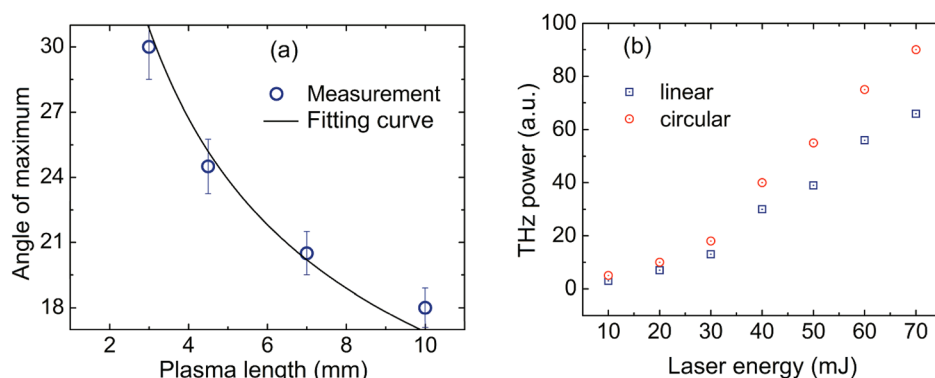 (a)
Measurement
Fitting curve
Angle of maximum
30
27
24
21
18
2 4 6 8 10
Plasma length (mm)
(b)
linear
circular
THz power (a.u.)
100
80
60
40
20
0
10 20 30 40 50 60 70
Laser energy (mJ)